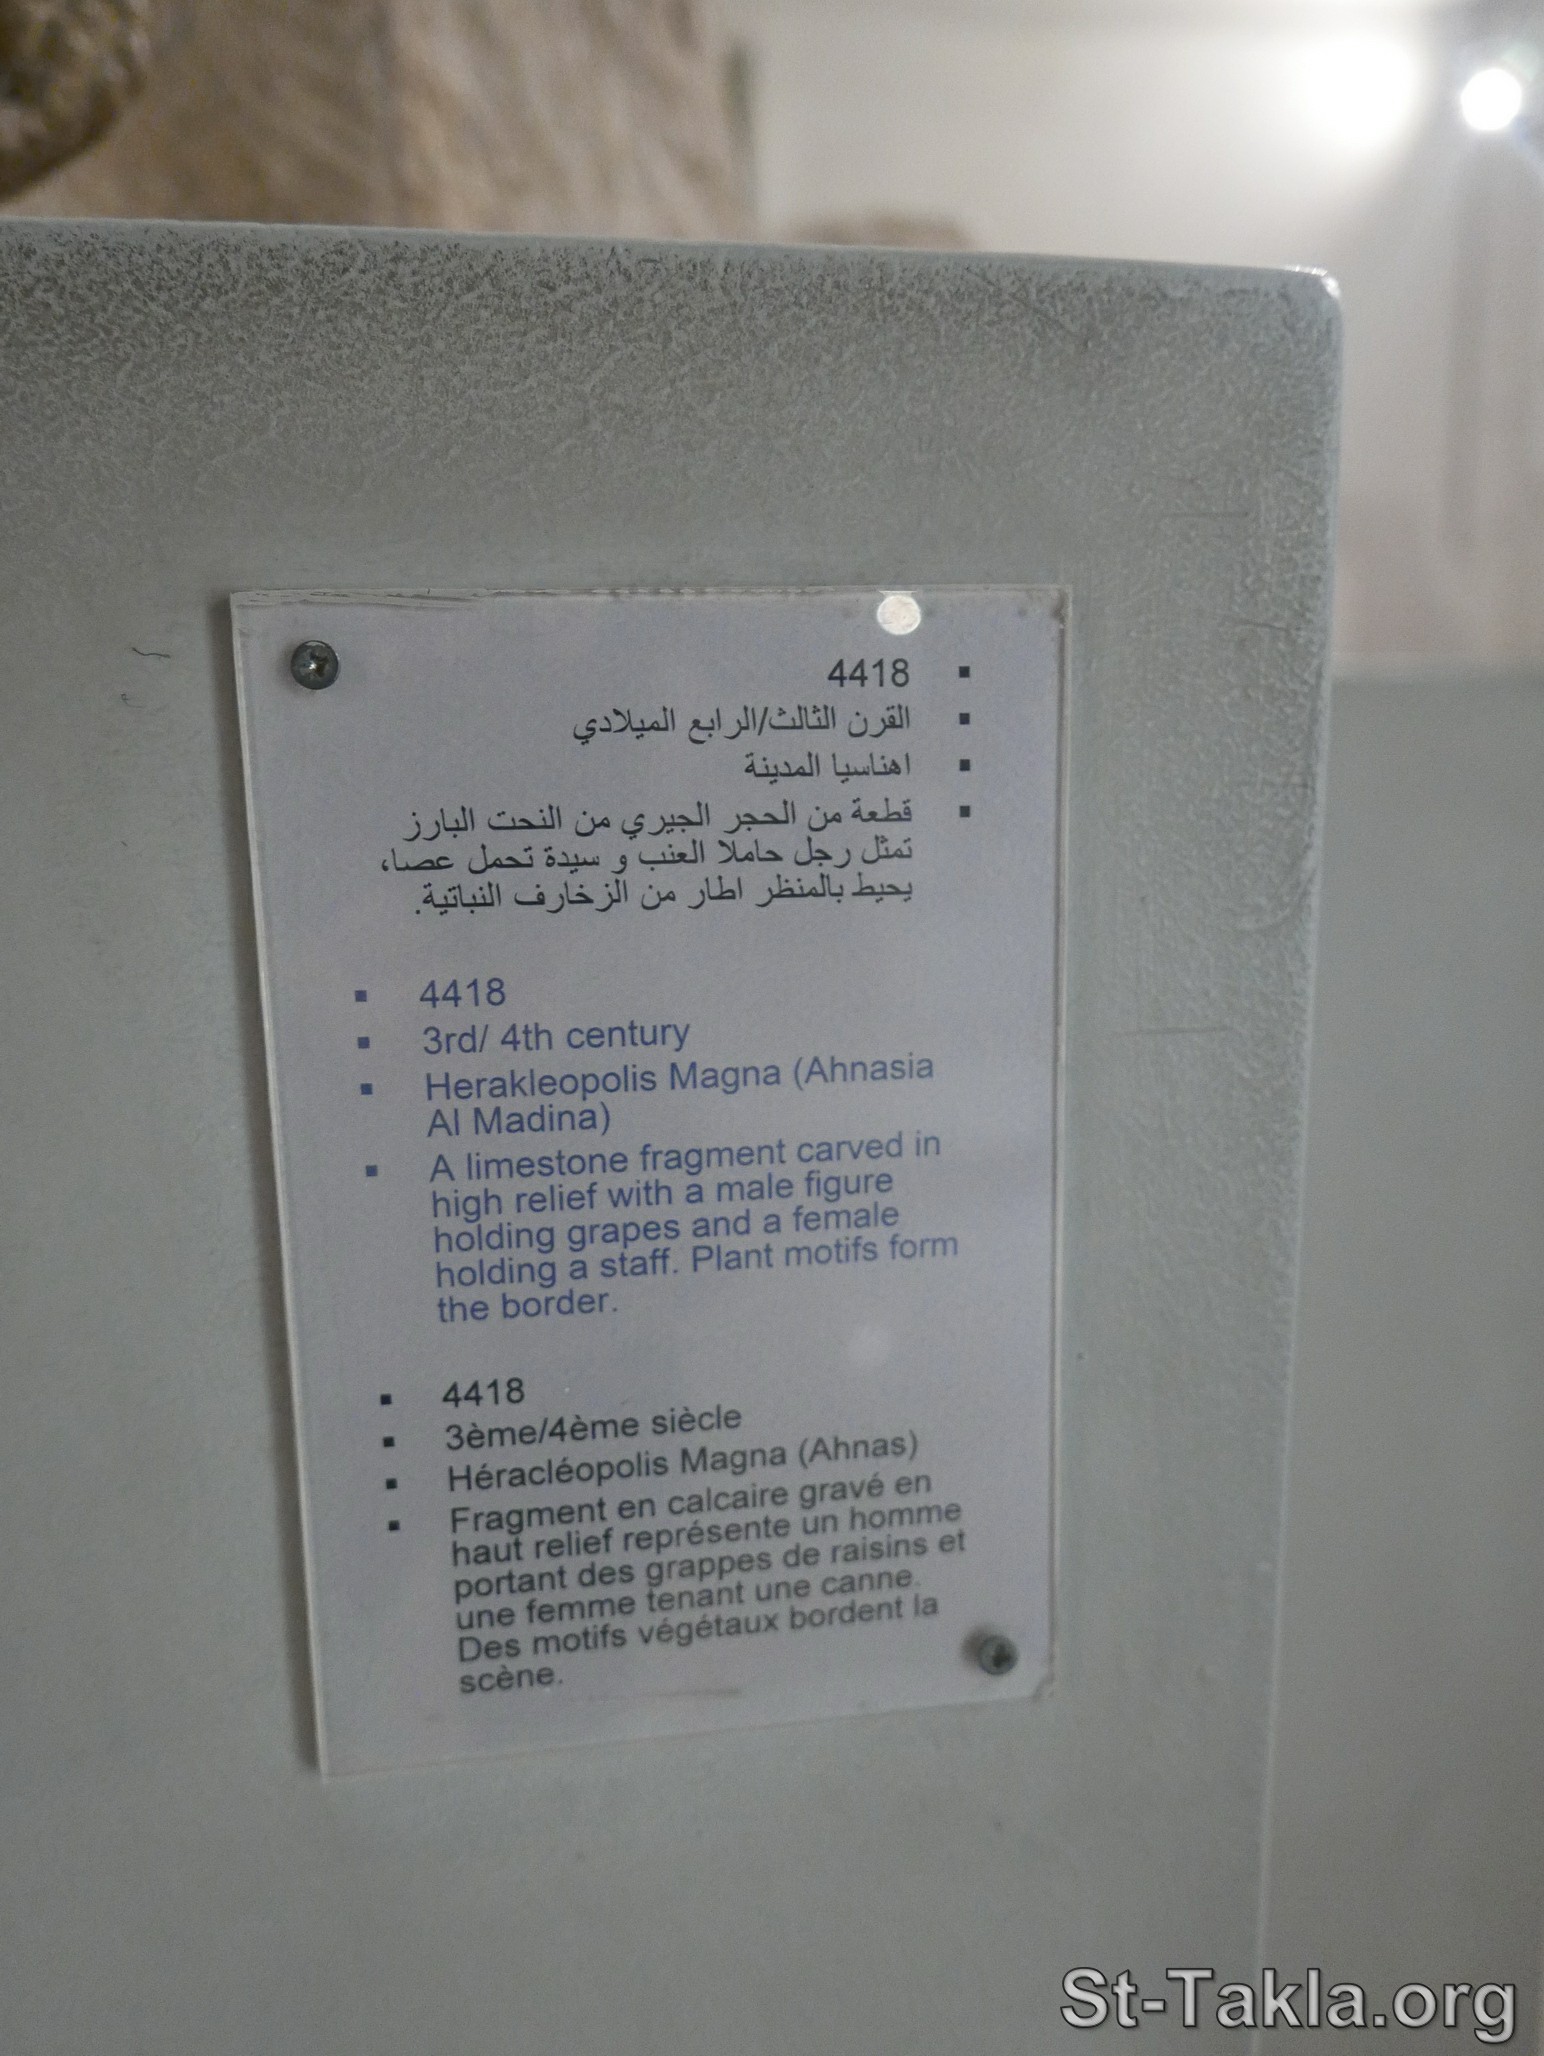 4418
القرن الثالث/الرابع الميلادي
اهناسيا المدينة
قطعة من الحجر الجيري من النحت البارز
تمثل رجل حاملا العنب و سيدة تحمل عصا،
يحيط بالمنظر اطار من الزخارف النباتية.
4418
3rd/ 4th century
Herakleopolis Magna (Ahnasia
Al Madina)
A limestone fragment carved in
high relief with a male figure
holding grapes and a female
holding a staff. Plant motifs form
the border.
4418
3ème/4ème siècle
Héracléopolis Magna (Ahnas)
Fragment en calcaire gravé en
haut relief représente un homme
portant des grappes de raisins et
une femme tenant une canne.
Des motifs végétaux bordent la
scène.
St-Takla.org